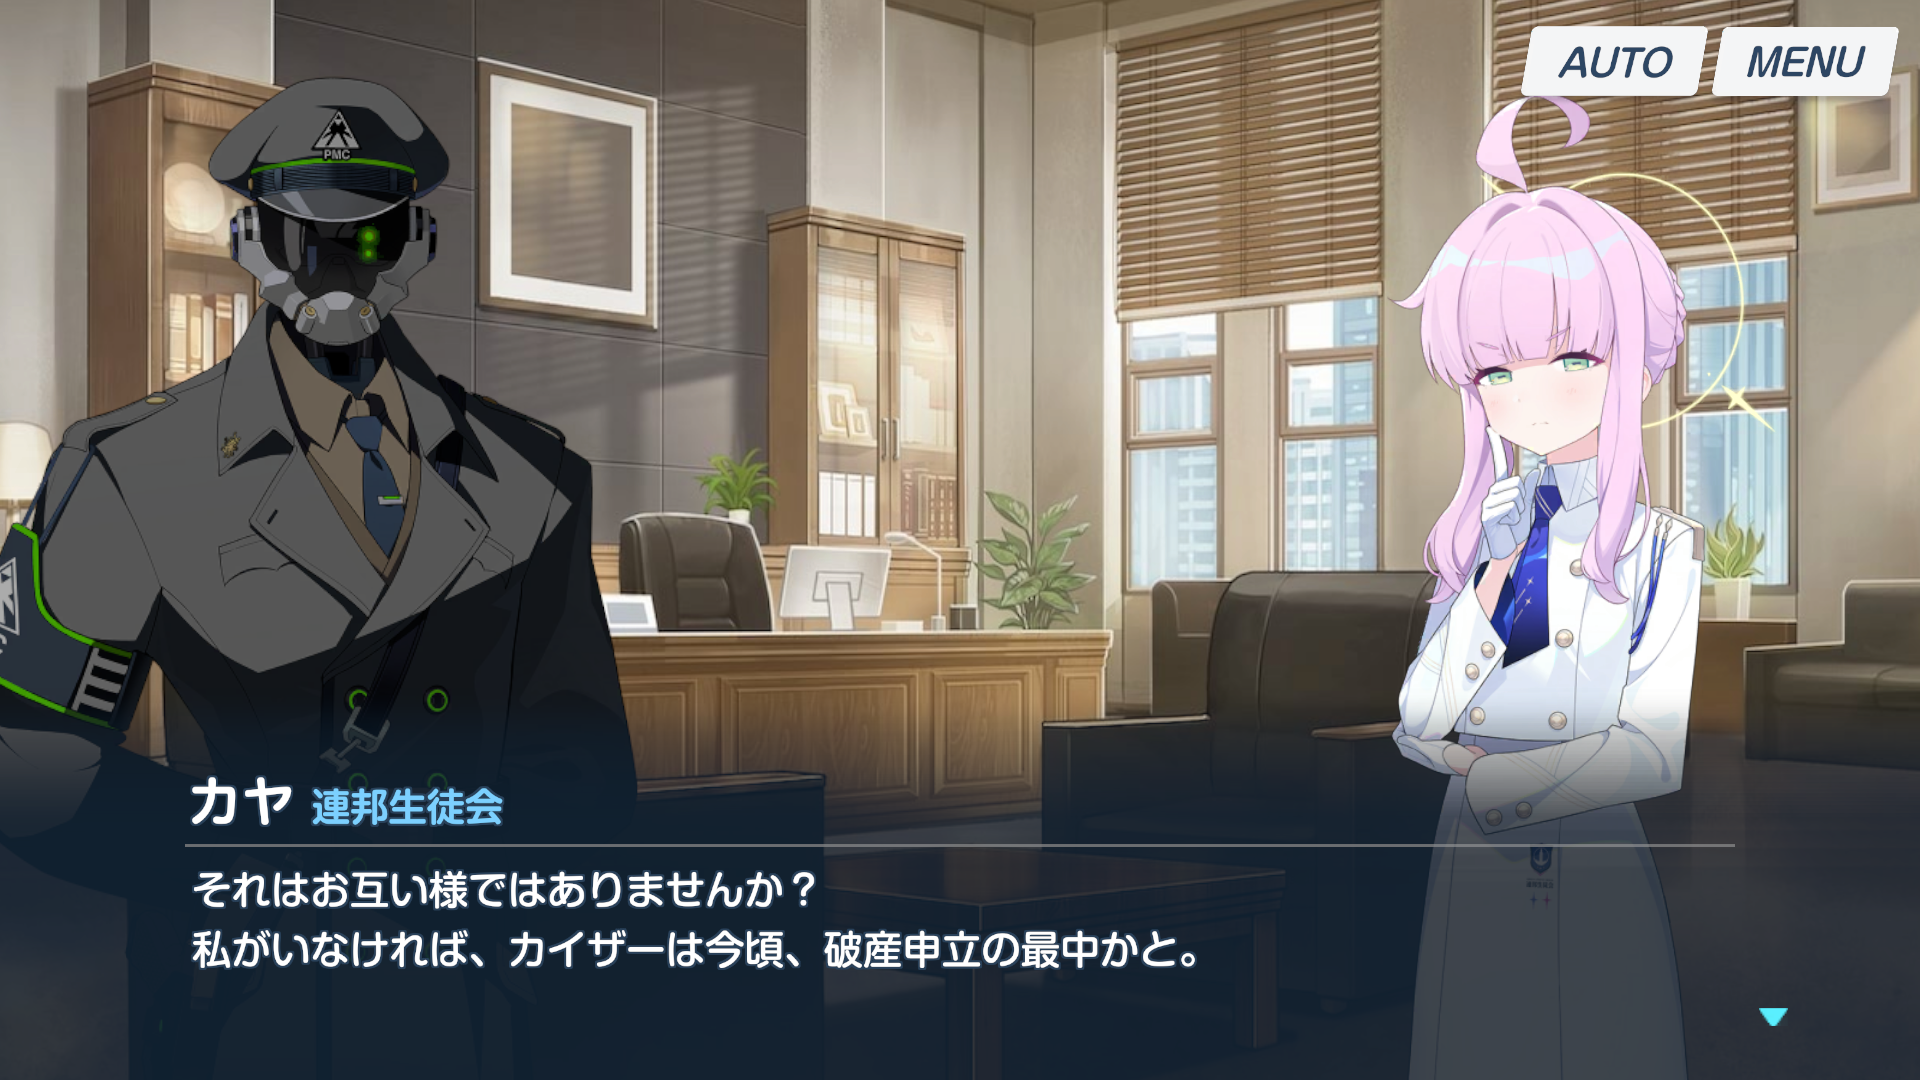 AUTO
MENU
PMC
カヤ 連邦生徒会
それはお互い様ではありませんか？
私がいなければ、カイザーは今頃、破産申立の最中かと。